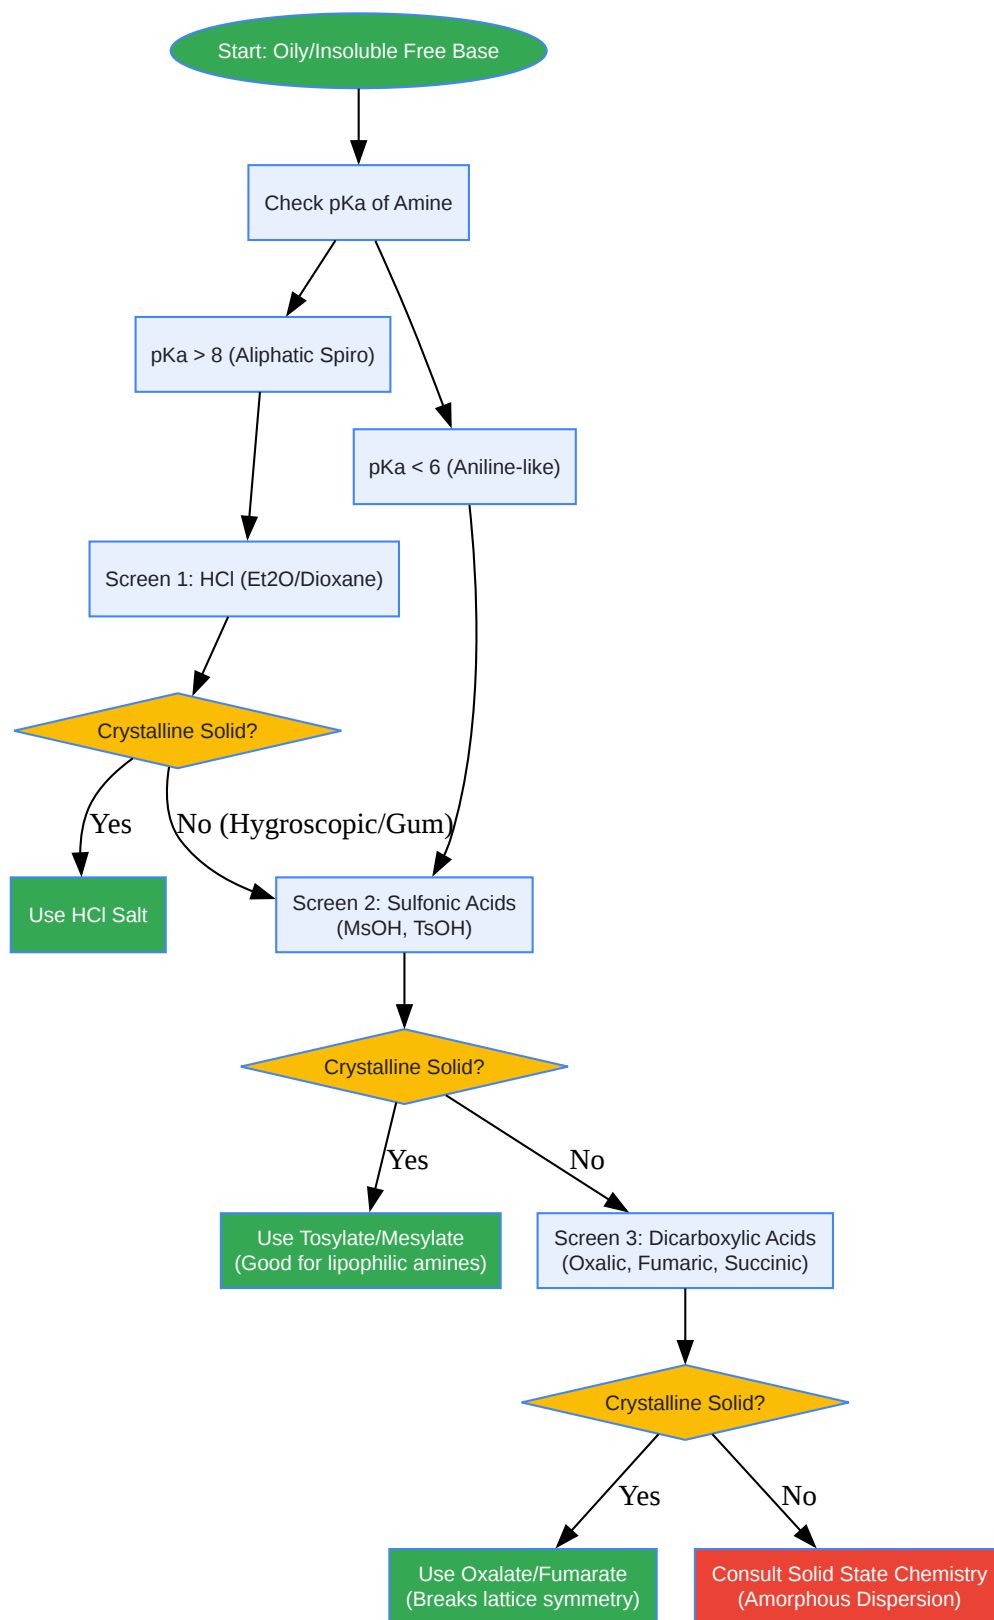 Start: Oily/Insoluble Free Base
Check pKa of Amine
pKa > 8 (Aliphatic Spiro)
pKa < 6 (Aniline-like)
Screen 1: HCl (Et2O/Dioxane)
Crystalline Solid?
Yes
No (Hygroscopic/Gum)
Use HCl Salt
Screen 2: Sulfonic Acids
(MsOH, TsOH)
Crystalline Solid?
Yes
No
Use Tosylate/Mesylate
(Good for lipophilic amines)
Screen 3: Dicarboxylic Acids
(Oxalic, Fumaric, Succinic)
Crystalline Solid?
Yes
No
Use Oxalate/Fumarate
(Breaks lattice symmetry)
Consult Solid State Chemistry
(Amorphous Dispersion)